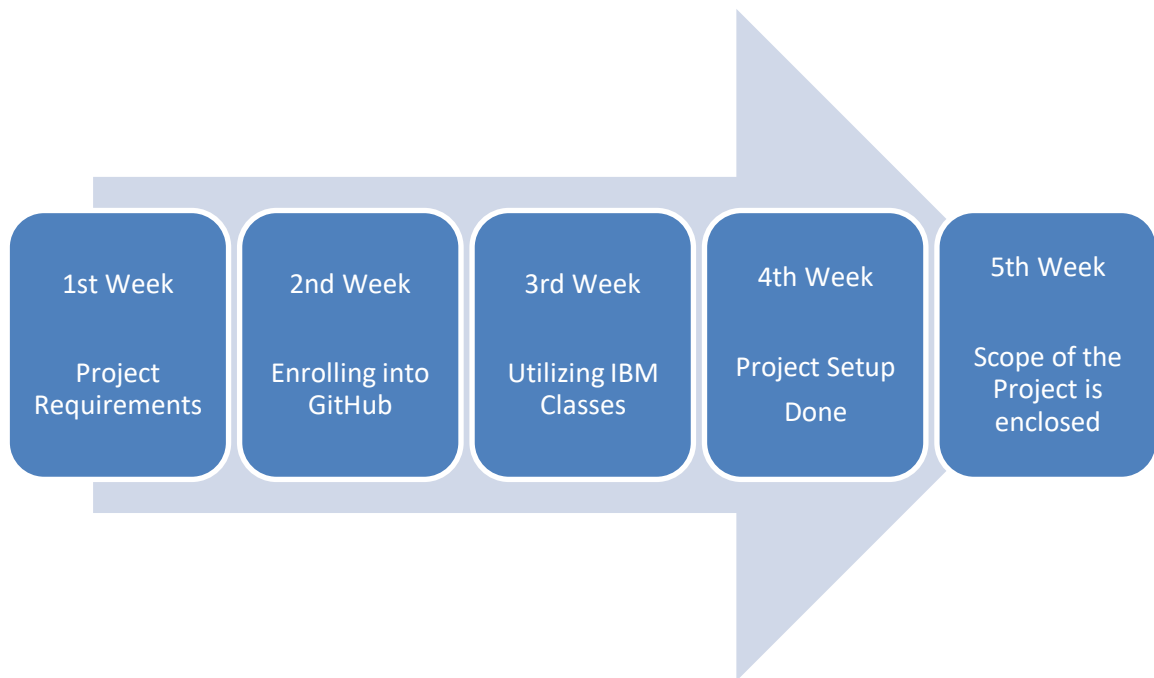 1st Week
Project
Requirements
2nd Week
Enrolling into
GitHub
3rd Week
Utilizing IBM
Classes
4th Week
Project Setup
Done
5th Week
Scope of the
Project is
enclosed